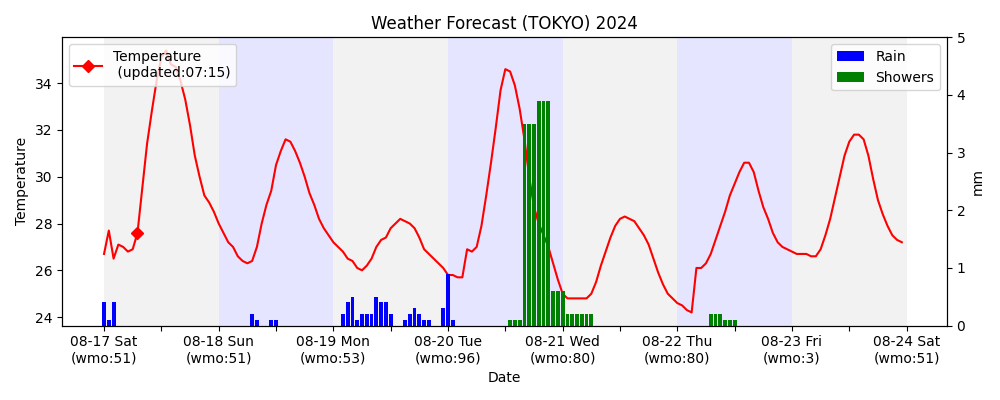 Weather Forecast (TOKYO) 2024
Temperature
(updated:07:15)
Rain
Showers
Temperature
34
32
30
28
26
24
5
4
3
2
1
0
mm
08-17 Sat
(wmo:51)
08-18 Sun
(wmo:51)
08-19 Mon
(wmo:53)
08-20 Tue
(wmo:96)
08-21 Wed
(wmo:80)
08-22 Thu
(wmo:80)
08-23 Fri
(wmo:3)
08-24 Sat
(wmo:51)
Date